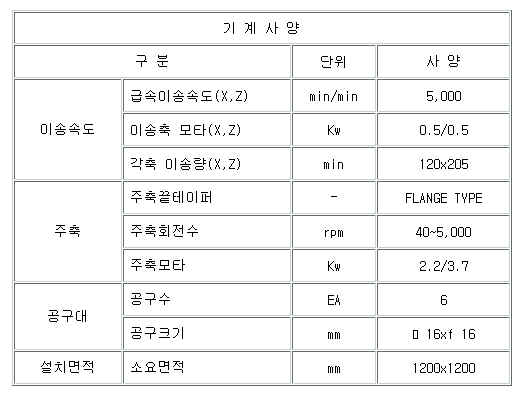 기 계 사 양
구 분 단위 사 양
이송속도 급속이송속도(X,Z) min/min 5,000
이송축 모타(X,Z) Kw 0.5/0.5
각축 이송량(X,Z) min 120x205
주축 주축끝테이퍼 - FLANGE TYPE
주축회전수 rpm 40~5,000
주축모타 Kw 2.2/3.7
공구대 공구수 EA 6
공구크기 mm 16xf 16
설치면적 소요면적 mm 1200x1200